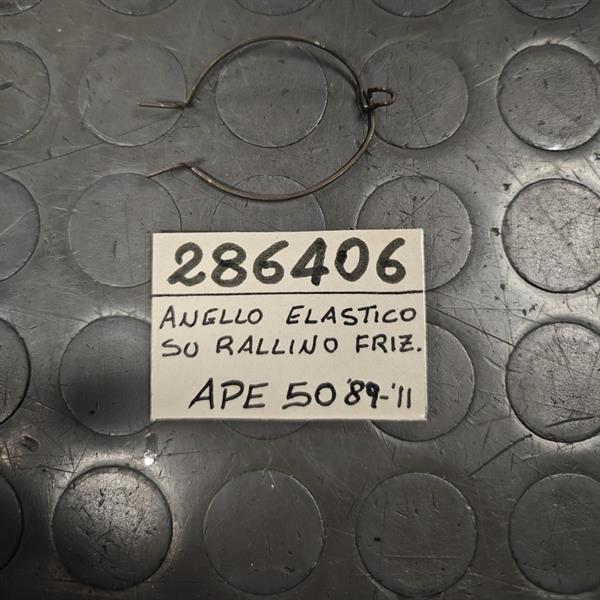 286406
ANELLO ELASTICO
SU RALLINO FRIZ.
APE 50 '89-'11